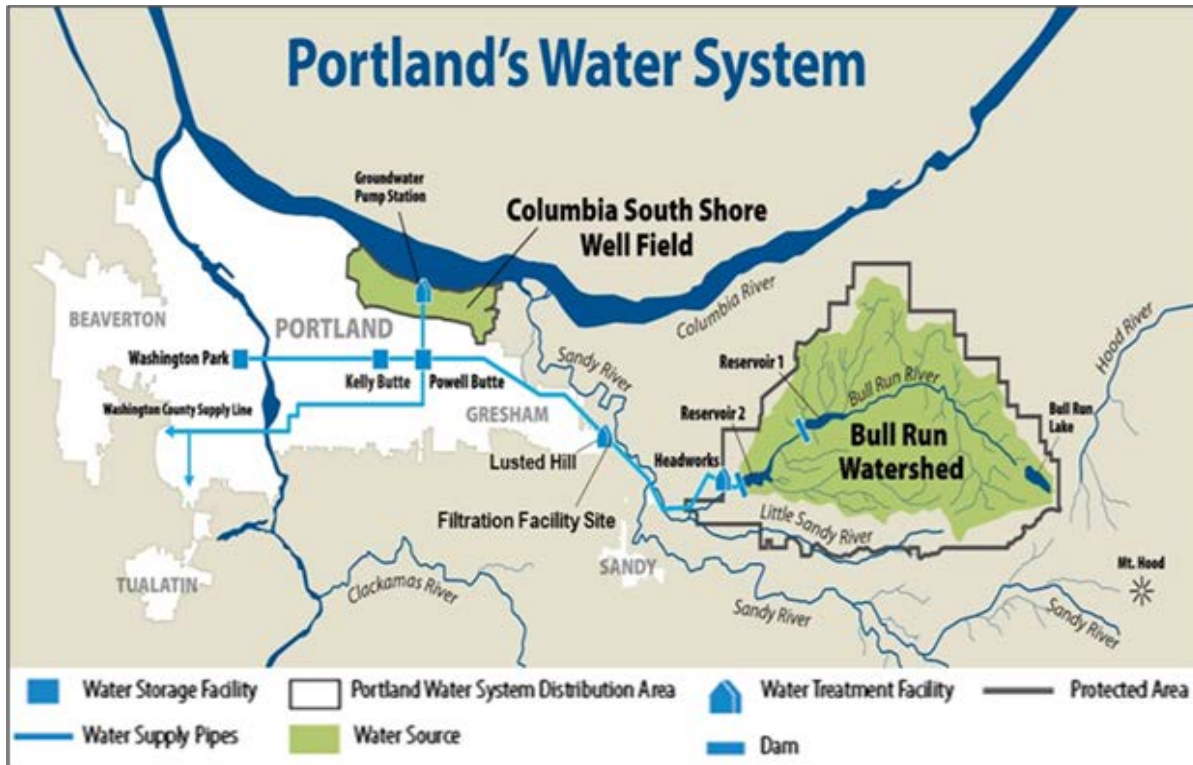 Portland's Water System
Groundwater
Pump Station
Columbia South Shore
Well Field
Columbia River
Hood River
BEAVERTON
PORTLAND
Washington Park
Kelly Butte
Powell Butte
Sandy River
Reservoir 1
Bull Run River
Washington County Supply Line
GRESHAM
Reservoir 2
Bull Run
Lake
Bull Run
Watershed
Lusted Hill
Headworks
Filtration Facility Site
Little Sandy River
TUALATIN
Clackamas River
SANDY
Sandy River
Mt. Hood
Sandy River
Water Storage Facility
Portland Water System Distribution Area
Water Treatment Facility
Protected Area
Water Supply Pipes
Water Source
Dam